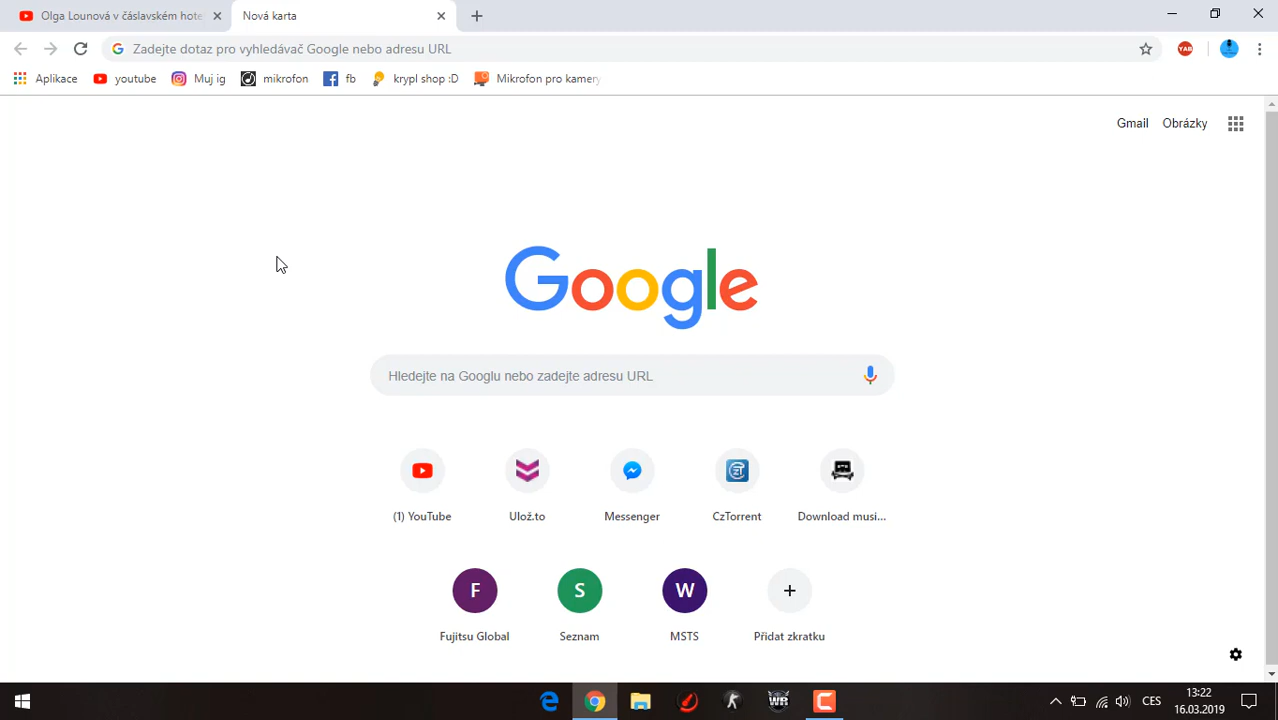 Olga Lounová v čáslavském hote
Nová karta
Zadejte dotaz pro vyhledávač Google nebo adresu URL
YAB
Aplikace
youtube
Muj ig
mikrofon
fb
krypl shop :D
Mikrofon pro kamery
Gmail
Obrázky
Google
Hledejte na Googlu nebo zadejte adresu URL
(1) YouTube
Ulož.to
Messenger
CzTorrent
Download musi...
F
S
W
Fujitsu Global
Seznam
MSTS
Přidat zkratku
CES
13:22
16.03.2019